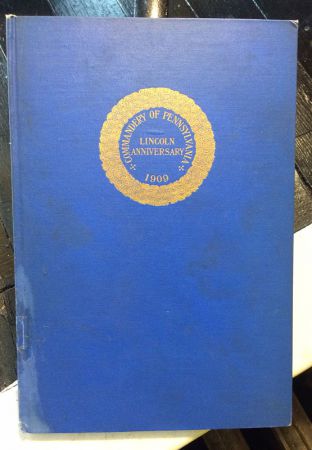 COMMANDERY OF PENNSYLVANIA
LINCOLN
ANNIVERSARY
1909